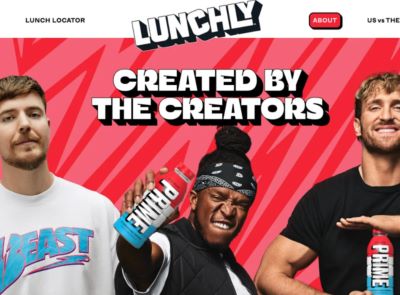 LUNCH LOCATOR
LUNCHLY
ABOUT
US vs THE
CREATED BY
THE CREATORS
BEAST
PRIME
PRIME